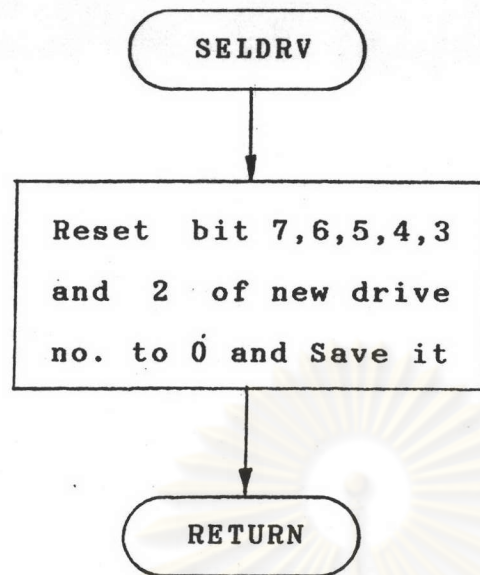 SELDRV
Reset bit 7,6,5,4,3
and 2 of new drive
no. to 0 and Save it
RETURN